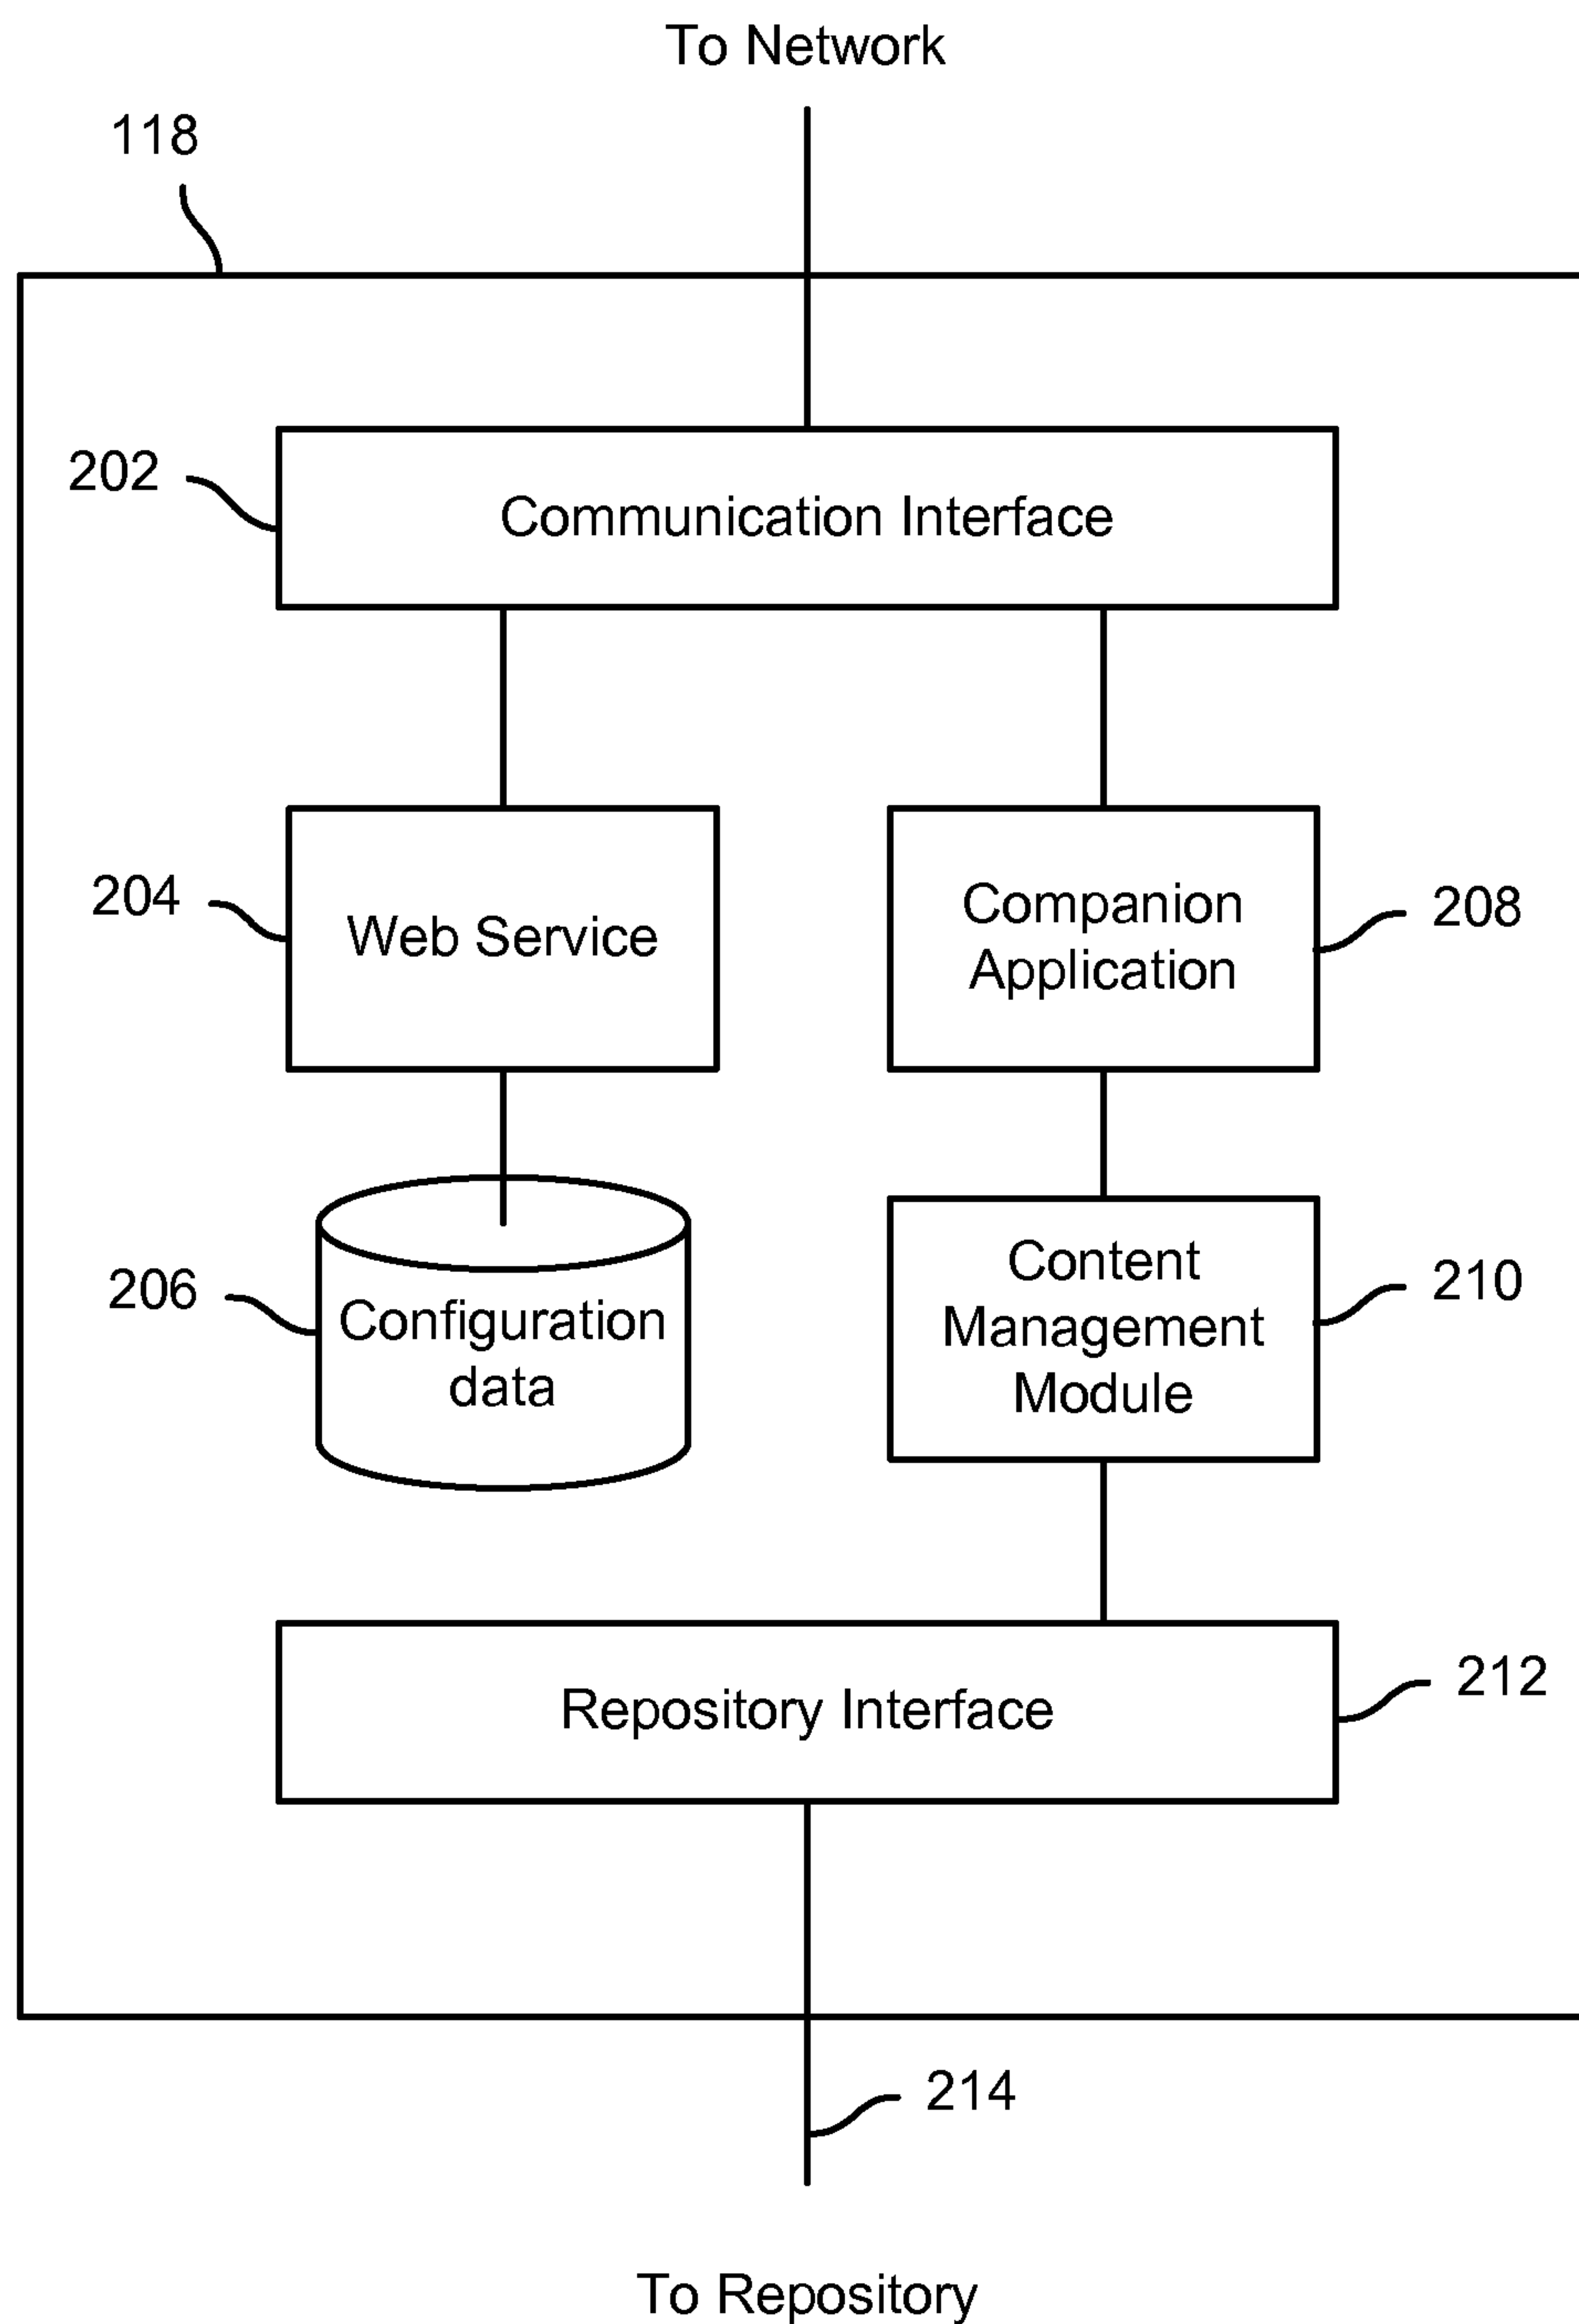 To Network
118
202
Communication Interface
204
Web Service
Companion
Application
208
206
Configuration
data
Content
Management
Module
210
Repository Interface
212
214
To Repository